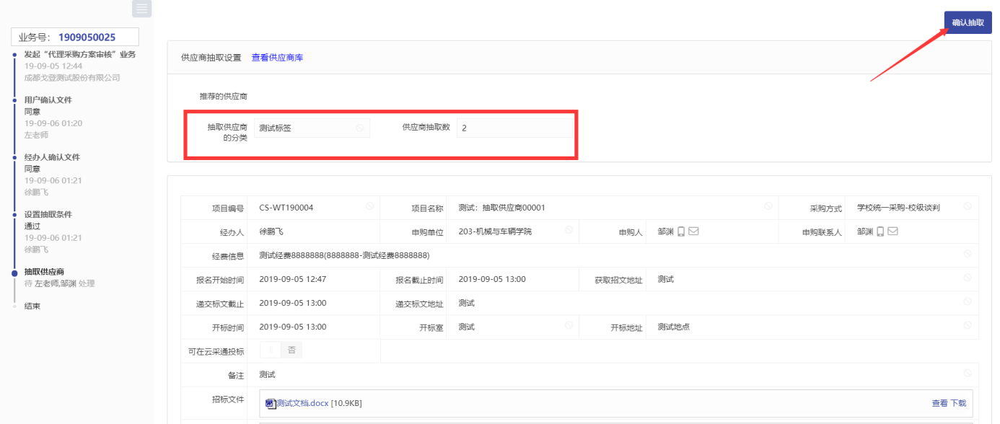 确认抽取
业务号： 1909050025
发起“代理采购方案审核”业务
19-09-05 12:44
成都戈登测试股份有限公司
用户确认文件
同意
19-09-06 01:20
左老师
经办人确认文件
同意
19-09-06 01:21
徐鹏飞
设置抽取条件
通过
19-09-06 01:21
徐鹏飞
抽取供应商
待 左老师,邹渊 处理
结束
供应商抽取设置 查看供应商库
推荐的供应商
抽取供应商的分类 测试标签 供应商抽取数 2
项目编号 CS-WT190004 项目名称 测试：抽取供应商00001 采购方式 学校统一采购-校级谈判
经办人 徐鹏飞 申购单位 203-机械与车辆学院 申购人 邹渊 申购联系人 邹渊
经费信息 测试经费8888888(8888888-测试经费8888888)
报名开始时间 2019-09-05 12:47 报名截止时间 2019-09-05 13:00 获取招文地址 测试
递交标文截止 2019-09-05 13:00 递交标文地址 测试
开标时间 2019-09-05 13:00 开标室 测试 开标地址 测试地点
可在云采通投标 否
备注 测试
招标文件 测试文档.docx [10.9KB] 查看 下载